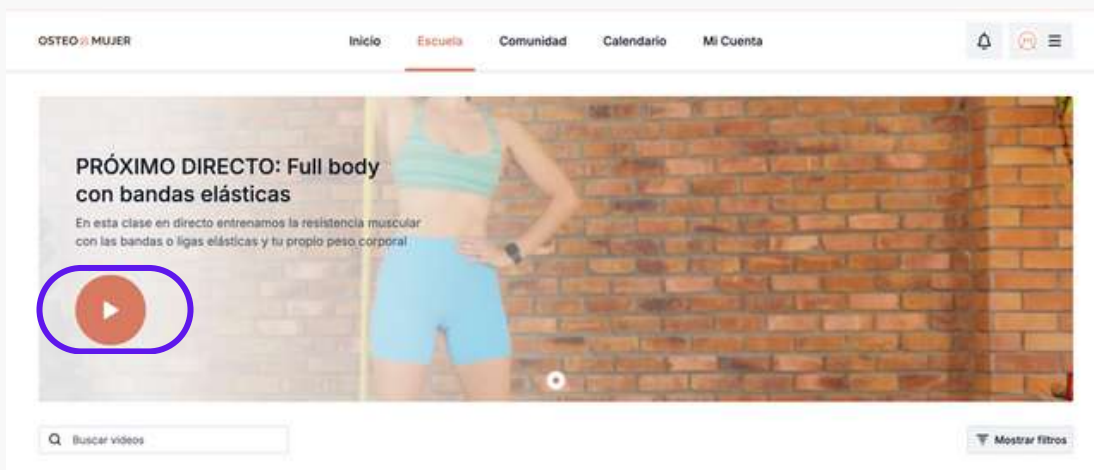 OSTEO MUJER
Inicio
Escuela
Comunidad
Calendario
Mi Cuenta
PRÓXIMO DIRECTO: Full body
con bandas elásticas
En esta clase en directo entrenamos la resistencia muscular
con las bandas o ligas elásticas y tu propio peso corporal
Buscar videos
Mostrar filtros